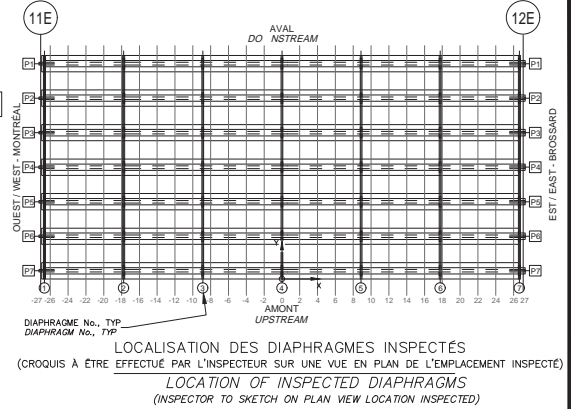 11E
12E
AVAL
DO NSTREAM
P1 P1
P2 P2
P3 P3
P4 P4
P5 P5
P6 P6
P7 P7
OUEST / WEST - MONTRÉAL
EST / EAST - BROSSARD
Y
X
1 2 3 4 5 6 7
-27 -26 -24 -22 -20 -18 -16 -14 -12 -10 -8 -6 -4 -2 0 2 4 6 8 10 12 14 16 18 20 22 24 26 27
AMONT
UPSTREAM
DIAPHRAGME No., TYP
DIAPHRAGM No., TYP
LOCALISATION DES DIAPHRAGMES INSPECTÉS
(CROQUIS À ÊTRE EFFECTUÉ PAR L'INSPECTEUR SUR UNE VUE EN PLAN DE L'EMPLACEMENT INSPECTÉ)
LOCATION OF INSPECTED DIAPHRAGMS
(INSPECTOR TO SKETCH ON PLAN VIEW LOCATION INSPECTED)